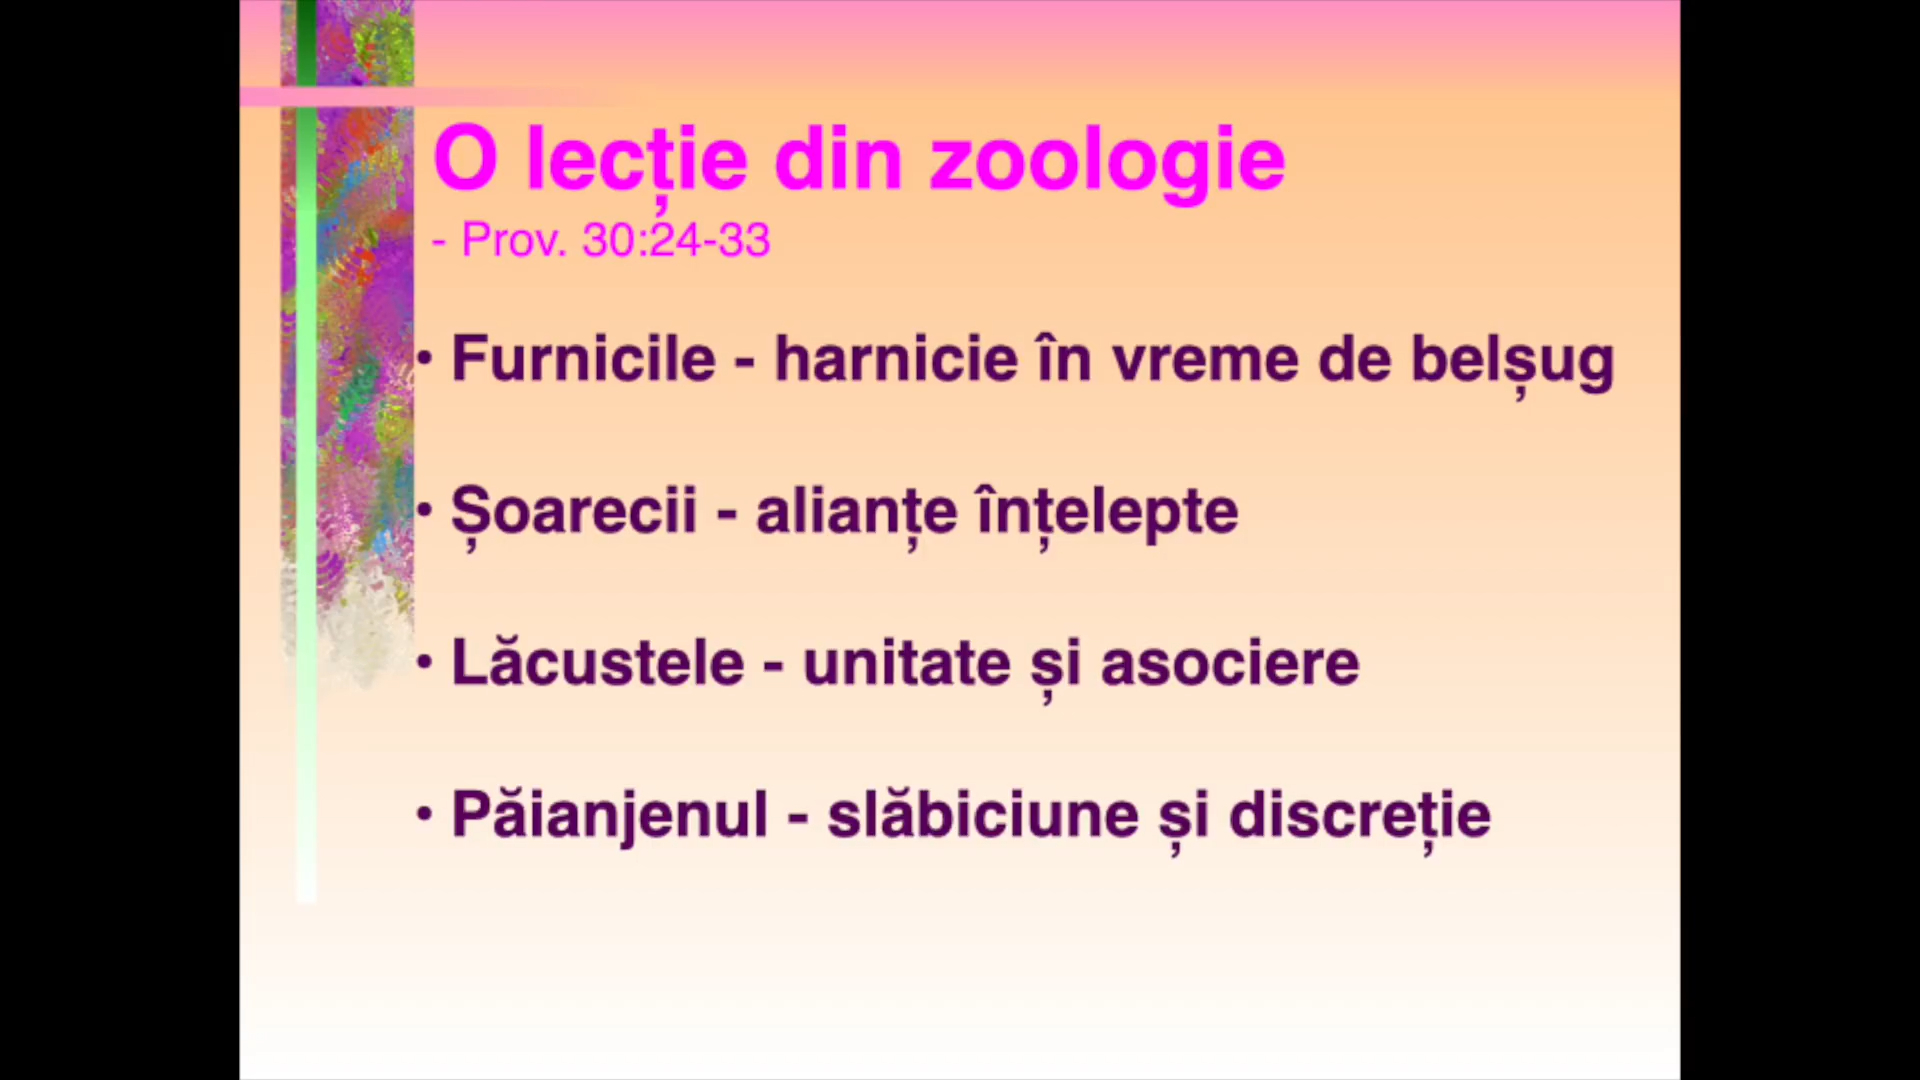 O lecție din zoologie
- Prov. 30:24-33
• Furnicile - harnicie în vreme de belșug
• Șoarecii - alianțe înțelepte
• Lăcustele - unitate și asociere
• Păianjenul - slăbiciune și discreție